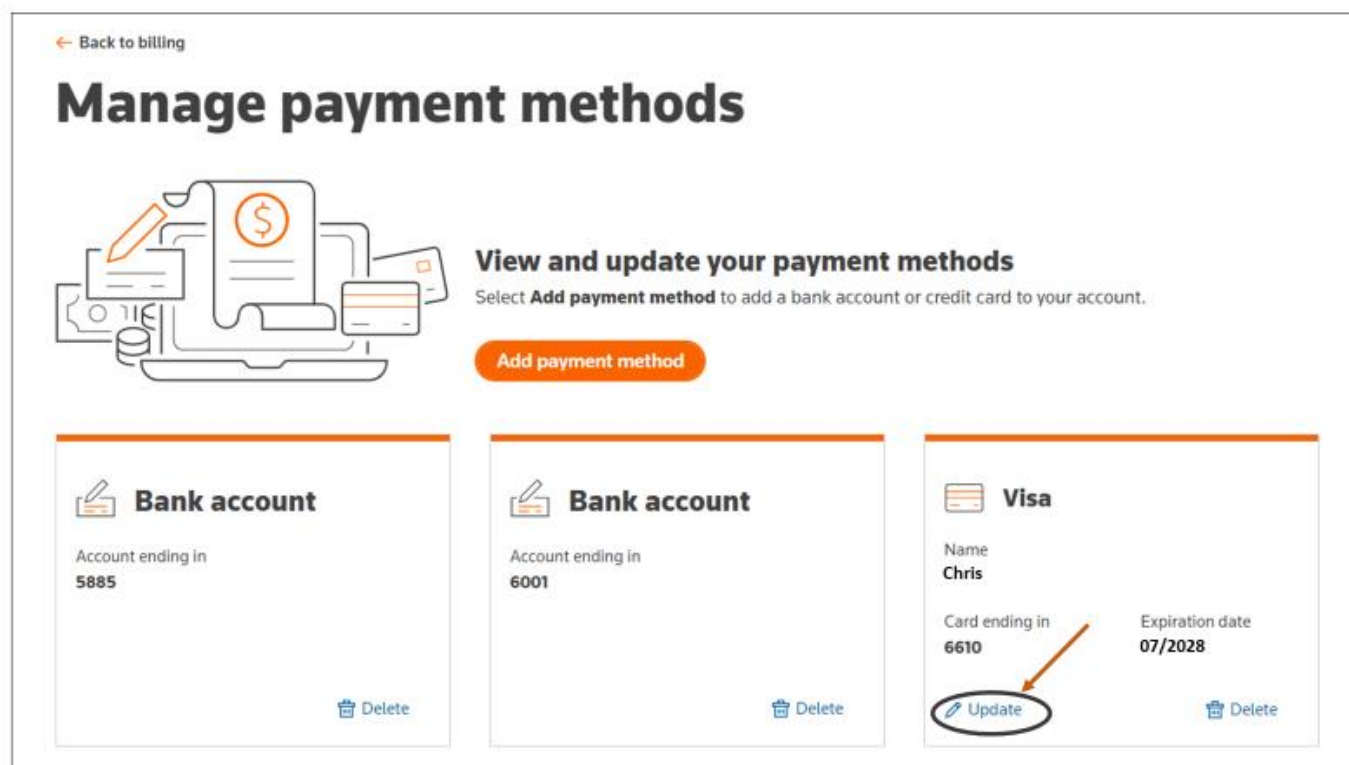 ← Back to billing
Manage payment methods
$
View and update your payment methods
Select Add payment method to add a bank account or credit card to your account.
Add payment method
Bank account
Account ending in
5885
Delete
Bank account
Account ending in
6001
Delete
Visa
Name
Chris
Card ending in Expiration date
6610 07/2028
Update Delete